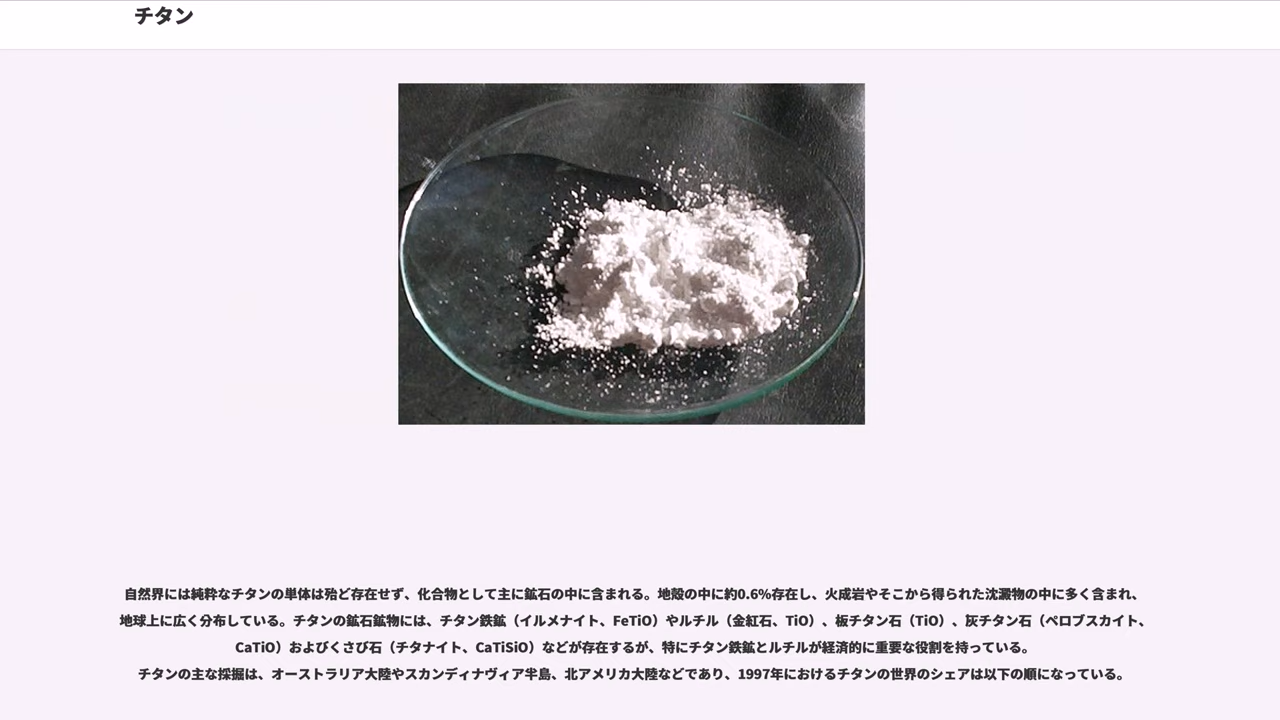 チタン
自然界には純粋なチタンの単体は殆ど存在せず、化合物として主に鉱石の中に含まれる。地殻の中に約0.6%存在し、火成岩やそこから得られた沈澱物の中に多く含まれ、
地球上に広く分布している。チタンの鉱石鉱物には、チタン鉄鉱（イルメナイト、FeTiO）やルチル（金紅石、TiO）、板チタン石（TiO）、灰チタン石（ペロブスカイト、
CaTiO）およびくさび石（チタナイト、CaTiSiO）などが存在するが、特にチタン鉄鉱とルチルが経済的に重要な役割を持っている。
チタンの主な採掘は、オーストラリア大陸やスカンディナヴィア半島、北アメリカ大陸などであり、1997年におけるチタンの世界のシェアは以下の順になっている。